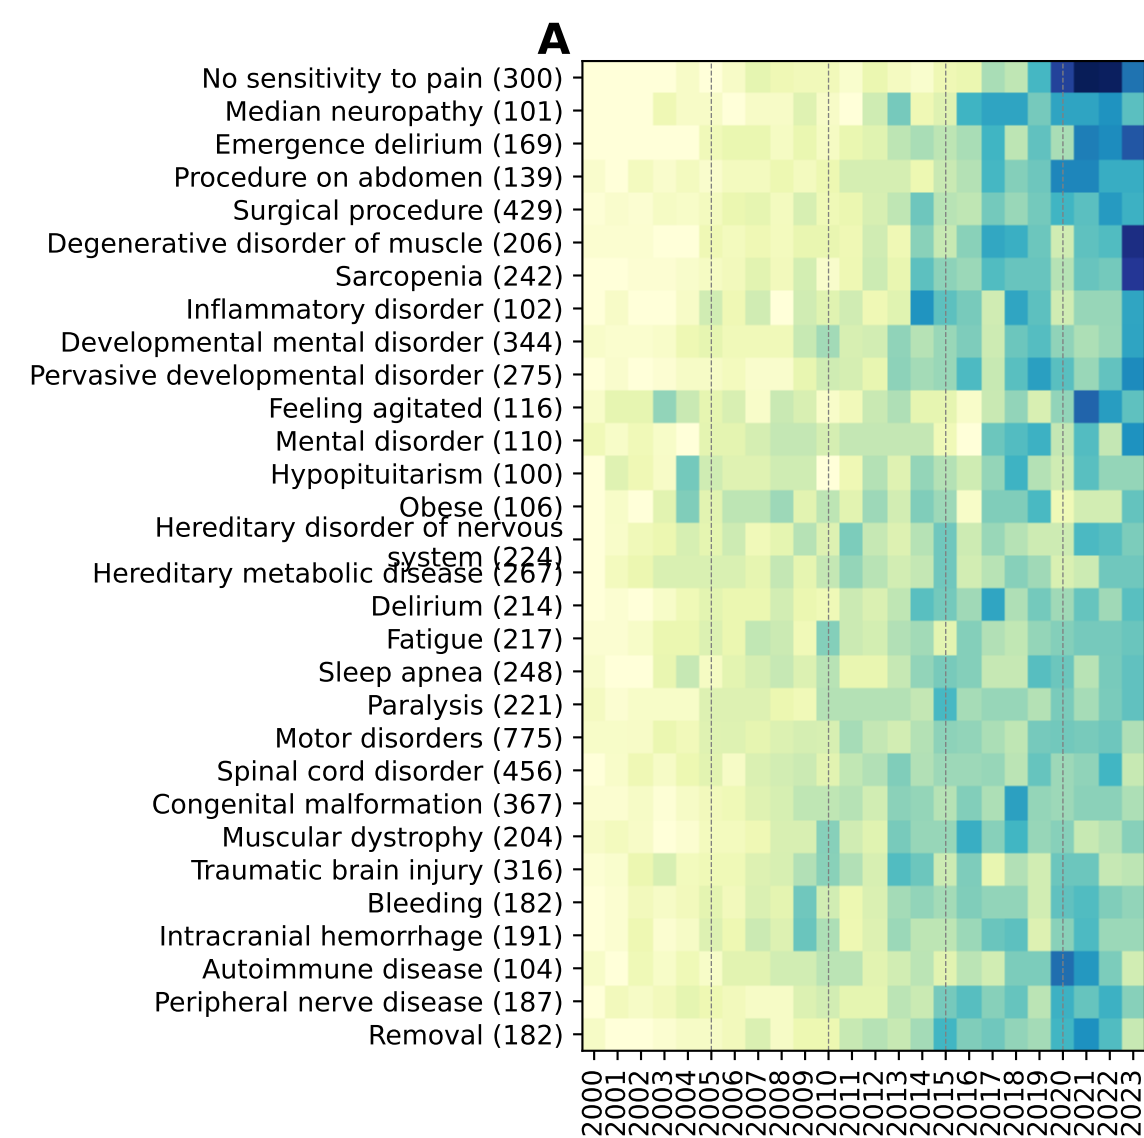 A
No sensitivity to pain (300)
Median neuropathy (101)
Emergence delirium (169)
Procedure on abdomen (139)
Surgical procedure (429)
Degenerative disorder of muscle (206)
Sarcopenia (242)
Inflammatory disorder (102)
Developmental mental disorder (344)
Pervasive developmental disorder (275)
Feeling agitated (116)
Mental disorder (110)
Hypopituitarism (100)
Obese (106)
Hereditary disorder of nervous
system (224)
Hereditary metabolic disease (267)
Delirium (214)
Fatigue (217)
Sleep apnea (248)
Paralysis (221)
Motor disorders (775)
Spinal cord disorder (456)
Congenital malformation (367)
Muscular dystrophy (204)
Traumatic brain injury (316)
Bleeding (182)
Intracranial hemorrhage (191)
Autoimmune disease (104)
Peripheral nerve disease (187)
Removal (182)
2000
2001
2002
2003
2004
2005
2006
2007
2008
2009
2010
2011
2012
2013
2014
2015
2016
2017
2018
2019
2020
2021
2022
2023